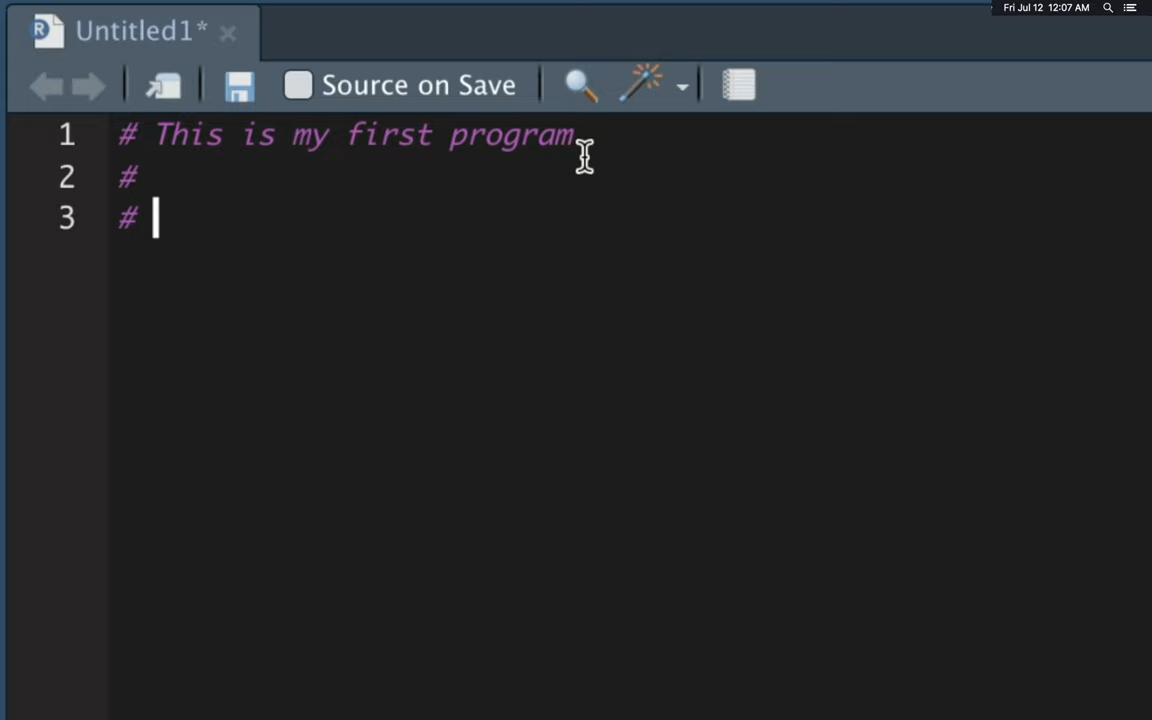 Fri Jul 12 12:07 AM
R Untitled1*
Source on Save
1 # This is my first program
2 #
3 #